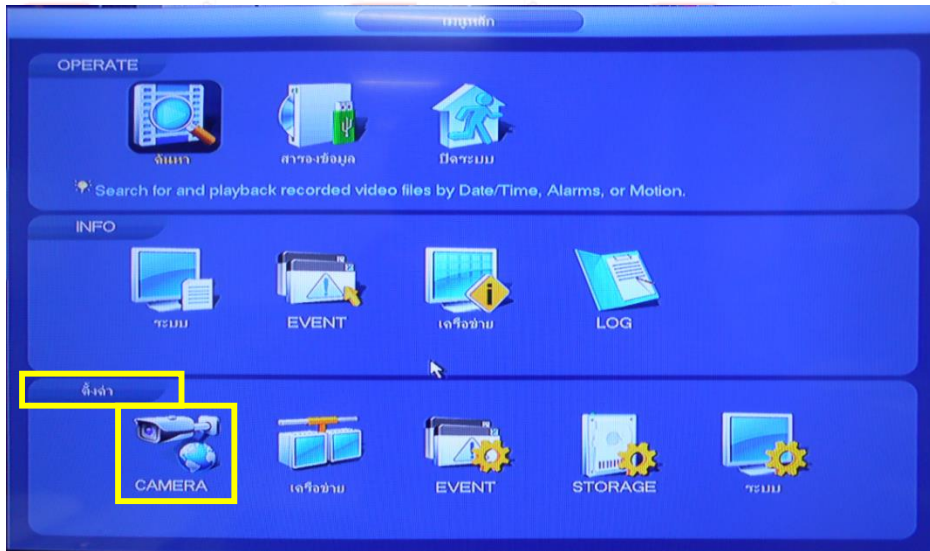 เมนูหลัก
OPERATE
ค้นหา
สำรองข้อมูล
ปิดระบบ
Search for and playback recorded video files by Date/Time, Alarms, or Motion.
INFO
ระบบ
EVENT
เครือข่าย
LOG
ตั้งค่า
CAMERA
เครือข่าย
EVENT
STORAGE
ระบบ